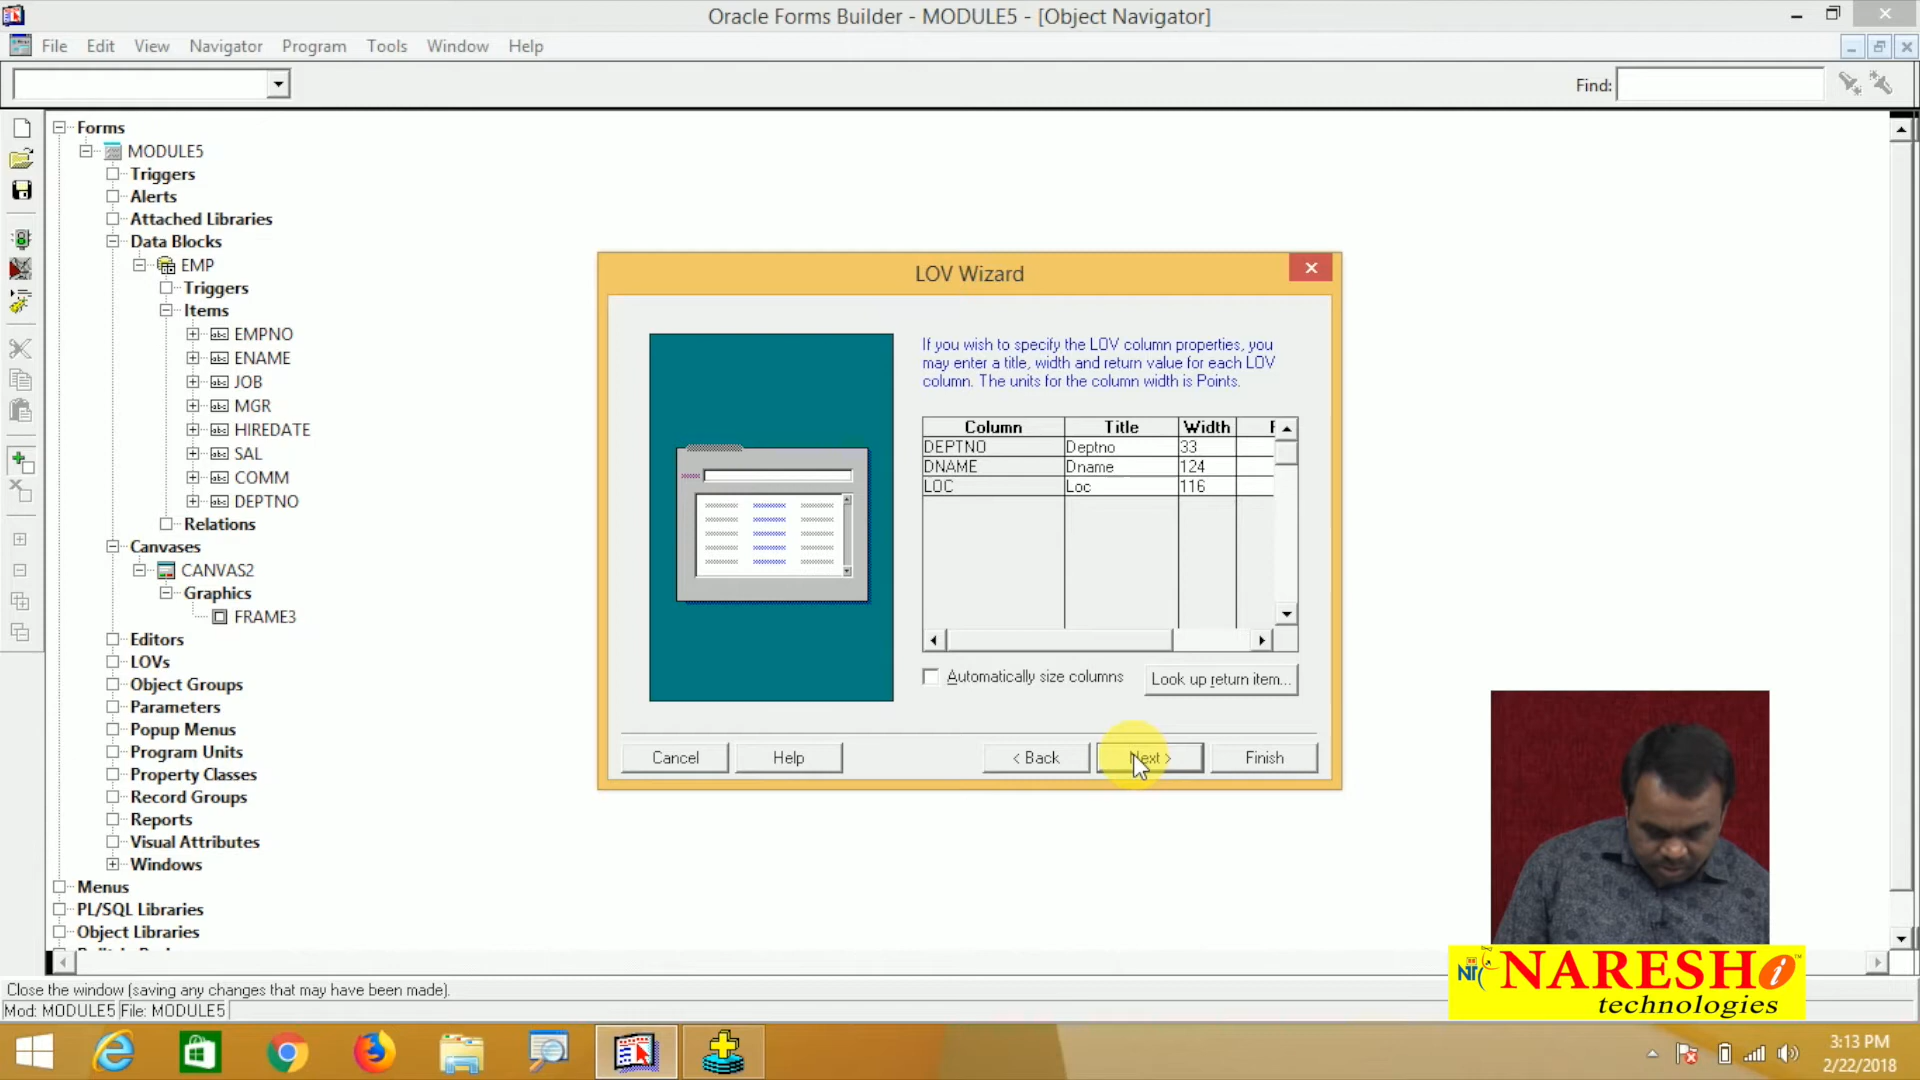 Oracle Forms Builder - MODULE5 - [Object Navigator]
File Edit View Navigator Program Tools Window Help
Find:
Forms
MODULE5
Triggers
Alerts
Attached Libraries
Data Blocks
EMP
Triggers
Items
EMPNO
ENAME
JOB
MGR
HIREDATE
SAL
COMM
DEPTNO
Relations
Canvases
CANVAS2
Graphics
FRAME3
Editors
LOVs
Object Groups
Parameters
Popup Menus
Program Units
Property Classes
Record Groups
Reports
Visual Attributes
Windows
Menus
PL/SQL Libraries
Object Libraries
LOV Wizard
If you wish to specify the LOV column properties, you
may enter a title, width and return value for each LOV
column. The units for the column width is Points.
Column Title Width
DEPTNO Deptno 33
DNAME Dname 124
LOC Loc 116
Automatically size columns
Look up return item...
Cancel Help < Back Next > Finish
Close the window (saving any changes that may have been made).
Mod: MODULE5 File: MODULE5
NARESH i
technologies
3:13 PM
2/22/2018